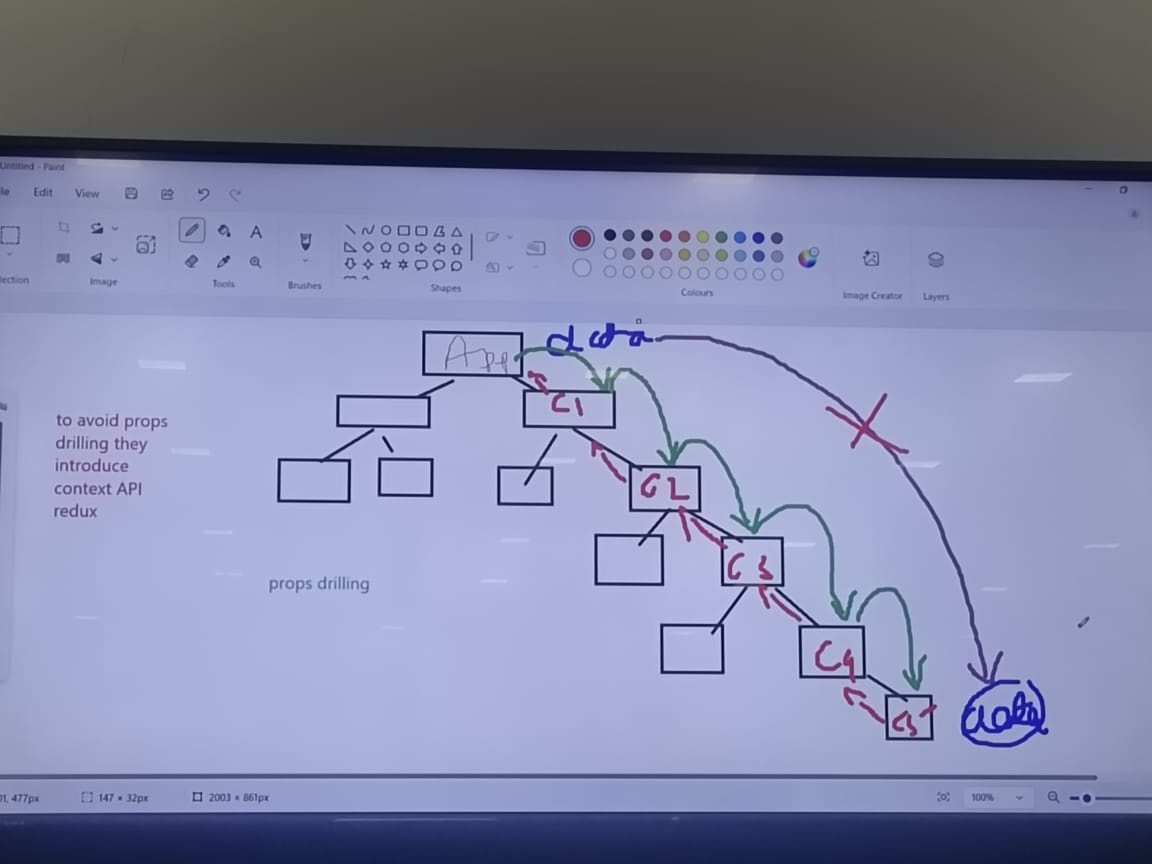 Untitled - Paint
le Edit View
A
lection
Image
Tools
Brushes
Shapes
Colours
Image Creator
Layers
App
data
C1
to avoid props
drilling they
introduce
context API
redux
C2
C3
props drilling
C4
C5
data
01, 477px
147 × 32px
2003 × 861px
100%